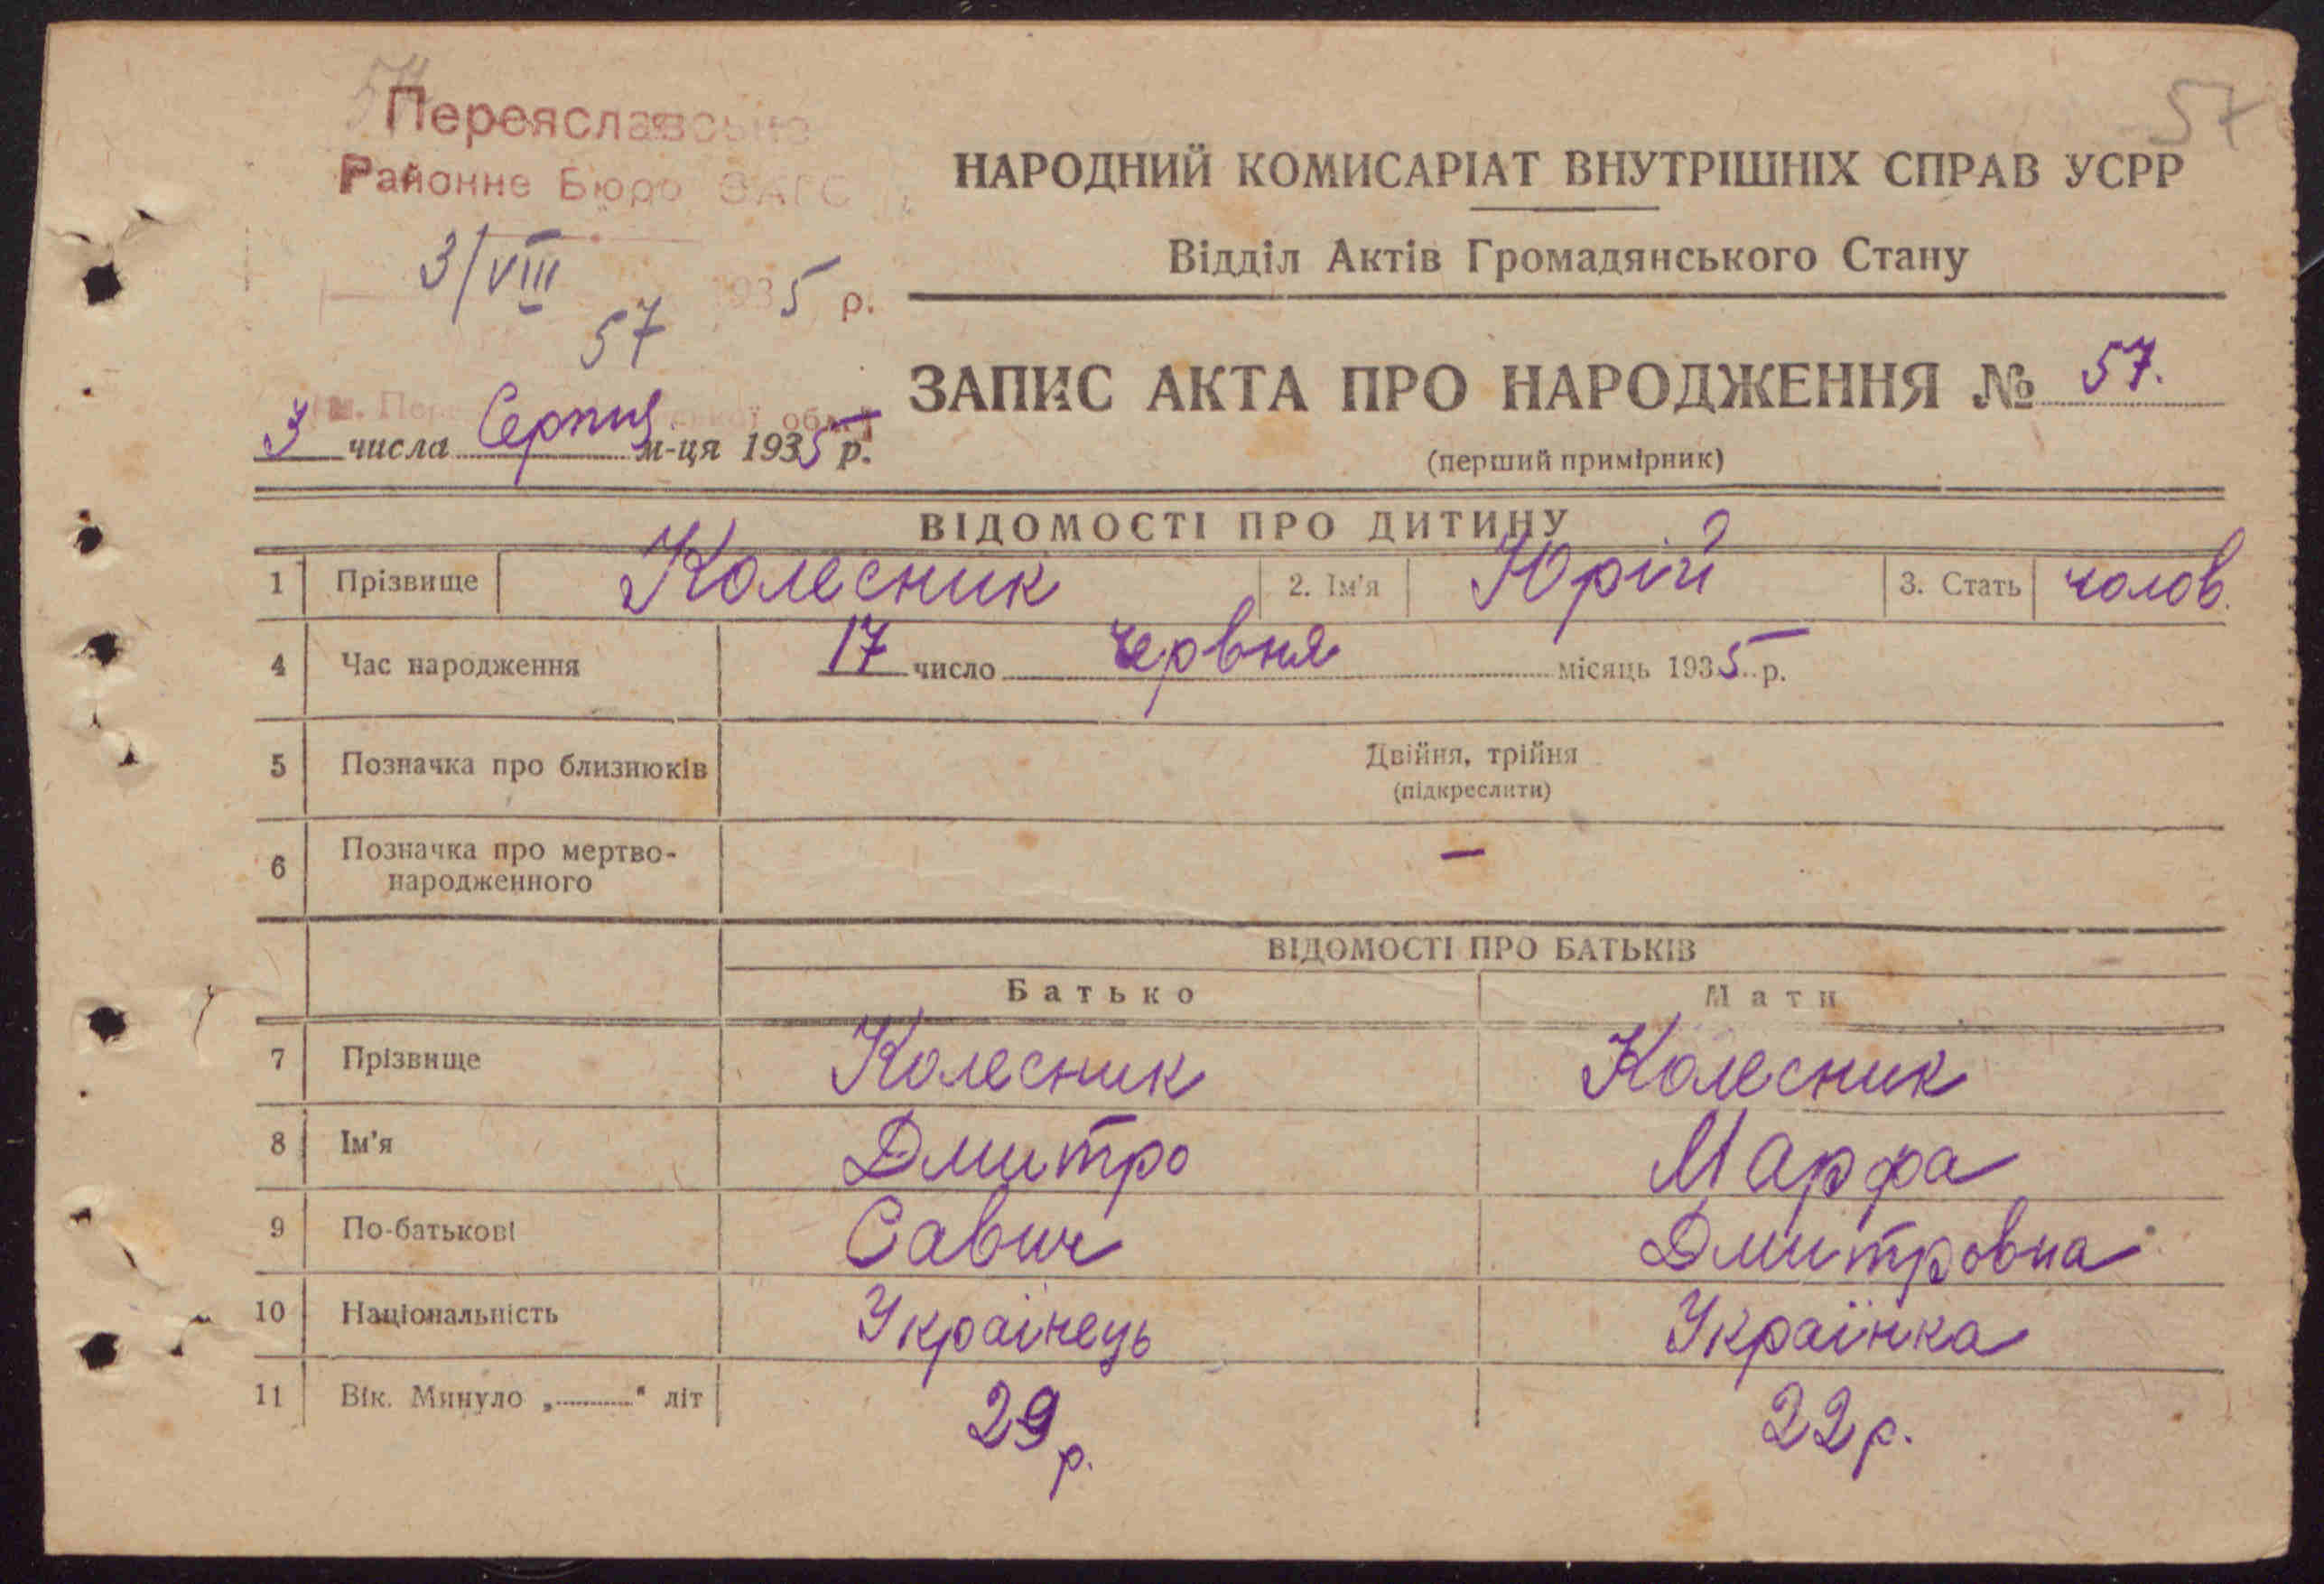 57
Переяславське
Районне Бюро ЗАГС
3/VIII 1935 р.
57
3 числа Серпня м-ця 1935 р.
НАРОДНИЙ КОМИСАРІАТ ВНУТРІШНІХ СПРАВ УСРР
Відділ Актів Громадянського Стану
ЗАПИС АКТА ПРО НАРОДЖЕННЯ № 57.
(перший примірник)
ВІДОМОСТІ ПРО ДИТИНУ
1 Прізвище Колесник 2. Ім'я Юрій 3. Стать чолов.
4 Час народження 17 число червня місяць 1935 р.
5 Позначка про близнюків Двійня, трійня
(підкреслити)
6 Позначка про мертво-
народженного —
ВІДОМОСТІ ПРО БАТЬКІВ
Батько Мати
7 Прізвище Колесник Колесник
8 Ім'я Дмитро Марфа
9 По-батькові Савич Дмитровна
10 Національність Українець Українка
11 Вік. Минуло „..........“ літ 29 р. 22 р.